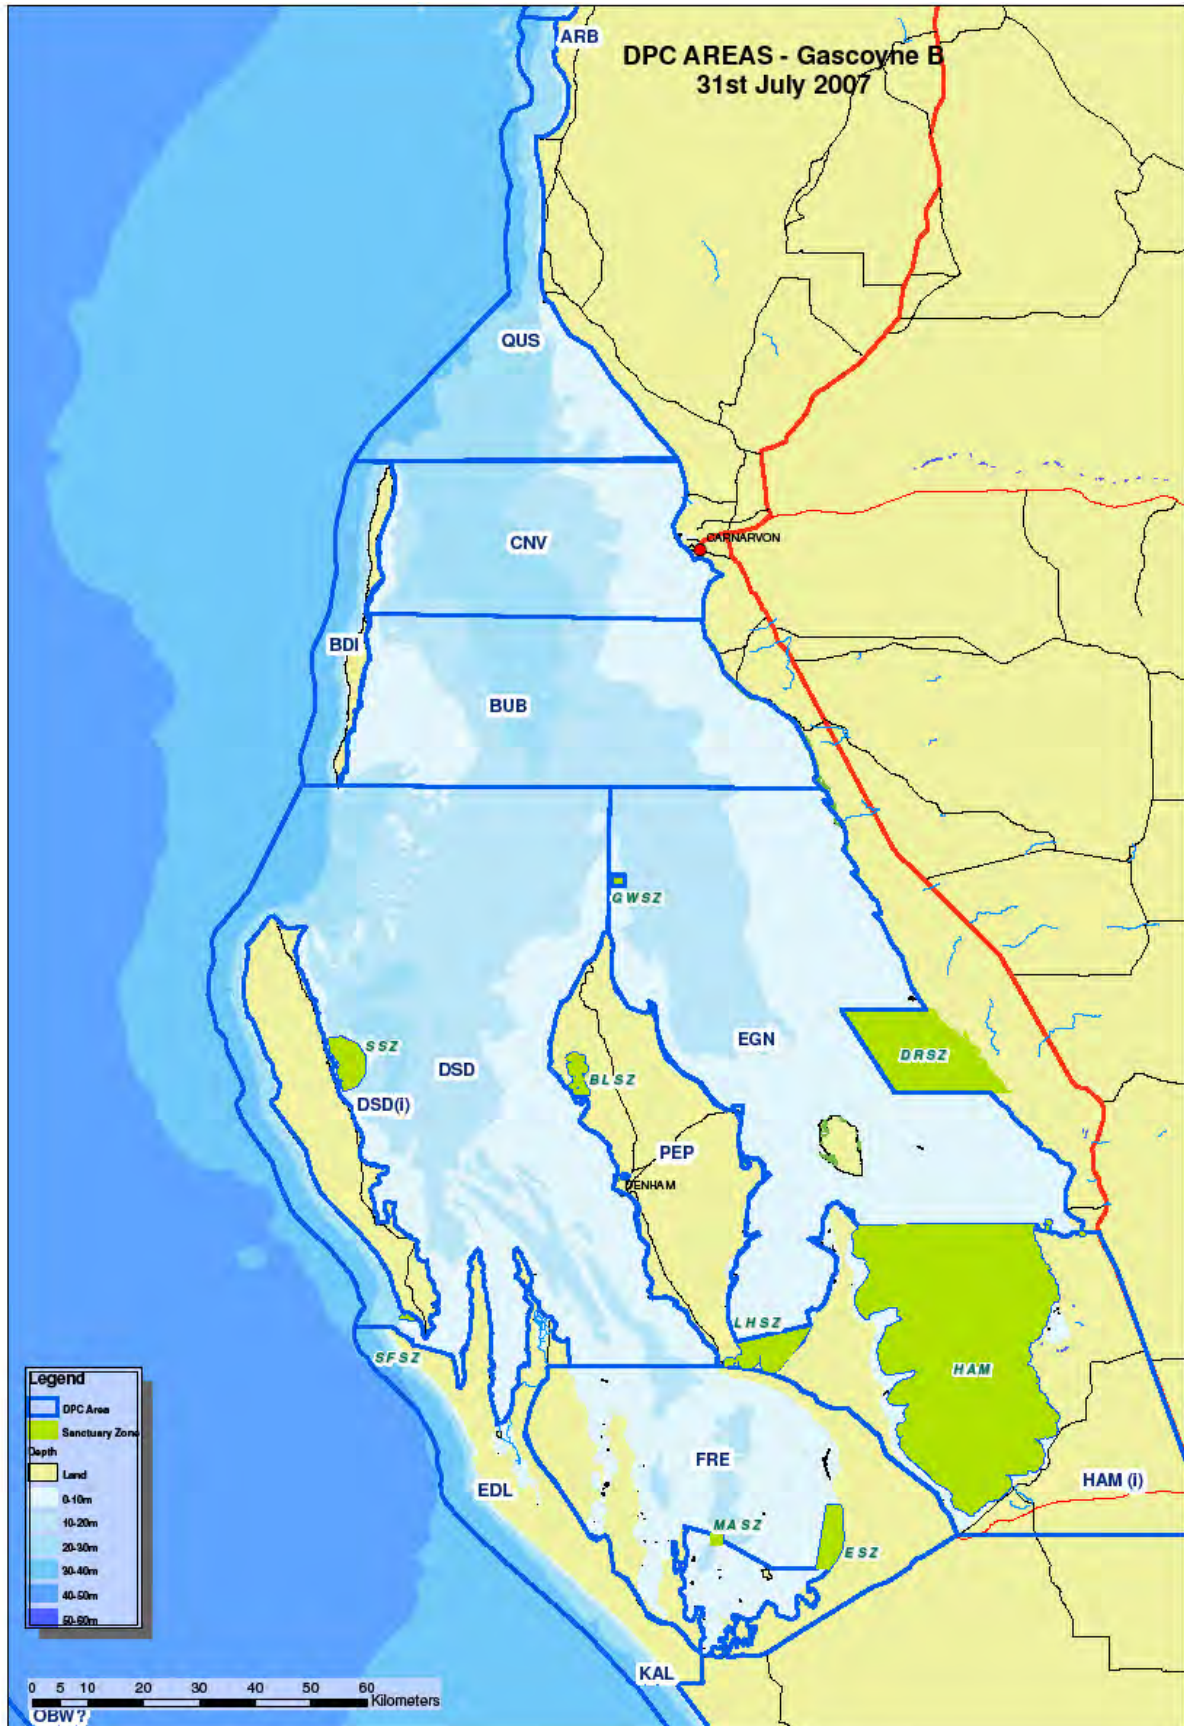 ARB
DPC AREAS - Gascoyne B
31st July 2007
QUS
CNV
CARNARVON
BDI
BUB
GWSZ
SSZ
DSD
EGN
DRSZ
BLSZ
DSD(i)
PEP
DENHAM
LHSZ
SFSZ
HAM
FRE
HAM (i)
EDL
MASZ
ESZ
KAL
Legend
DPC Area
Sanctuary Zone
Depth
Land
0-10m
10-20m
20-30m
30-40m
40-50m
50-60m
0 5 10 20 30 40 50 60
Kilometers
OBW?